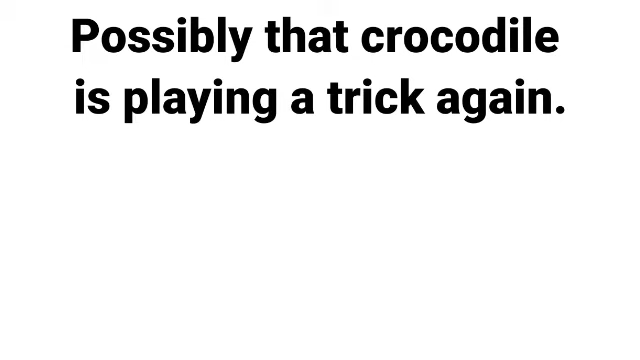 Possibly that crocodile
is playing a trick again.